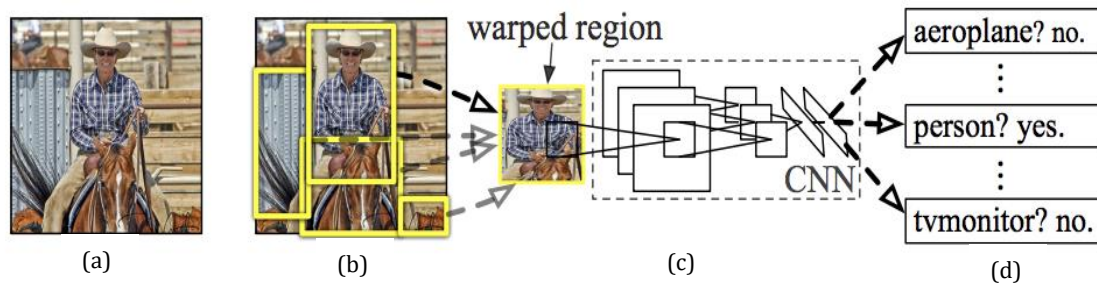 warped region
CNN
aeroplane? no.
⋮
person? yes.
⋮
tvmonitor? no.
(a)
(b)
(c)
(d)